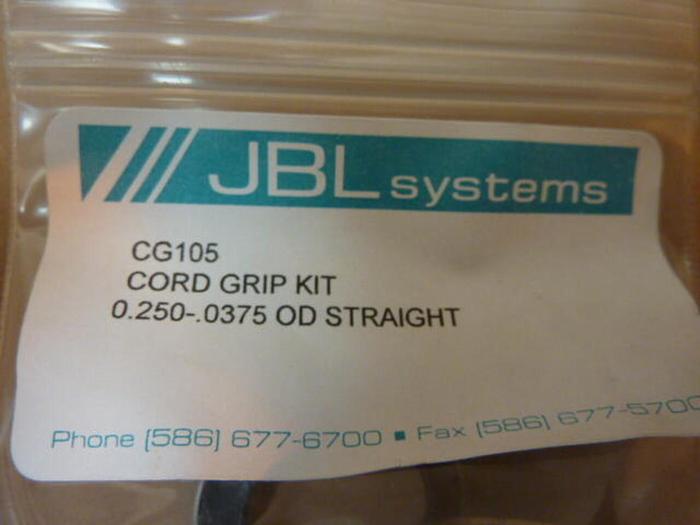 JBL systems
CG105
CORD GRIP KIT
0.250-.0375 OD STRAIGHT
Phone (586) 677-6700 ▪ Fax (586) 677-5700